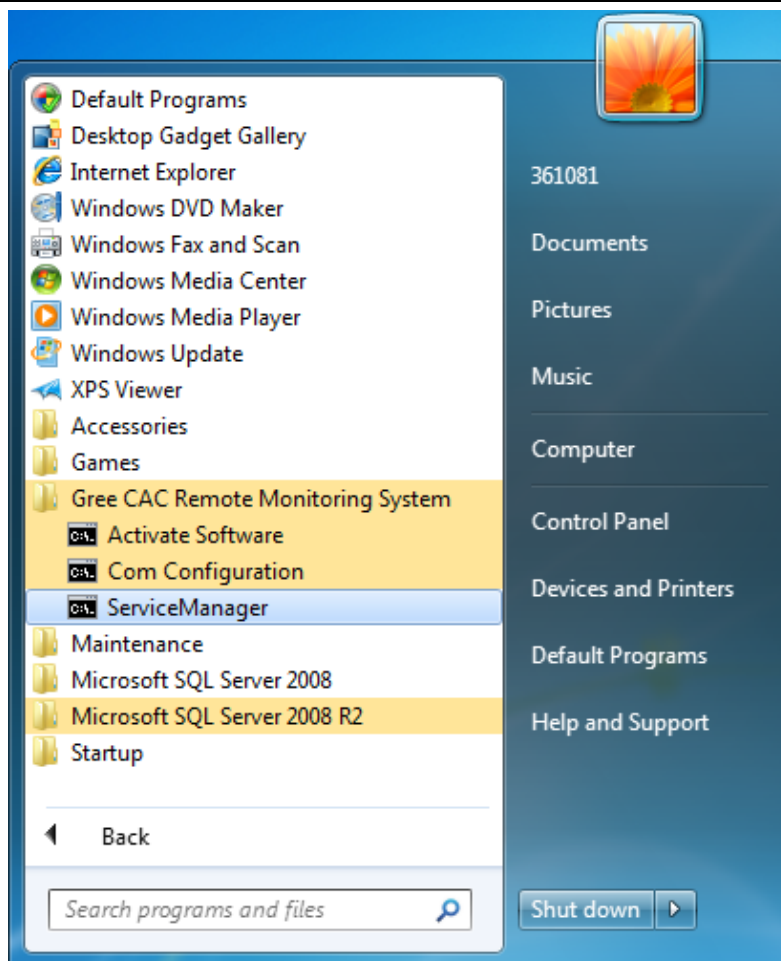 Default Programs
Desktop Gadget Gallery
Internet Explorer
Windows DVD Maker
Windows Fax and Scan
Windows Media Center
Windows Media Player
Windows Update
XPS Viewer
Accessories
Games
Gree CAC Remote Monitoring System
Activate Software
Com Configuration
ServiceManager
Maintenance
Microsoft SQL Server 2008
Microsoft SQL Server 2008 R2
Startup
Back
Search programs and files
361081
Documents
Pictures
Music
Computer
Control Panel
Devices and Printers
Default Programs
Help and Support
Shut down